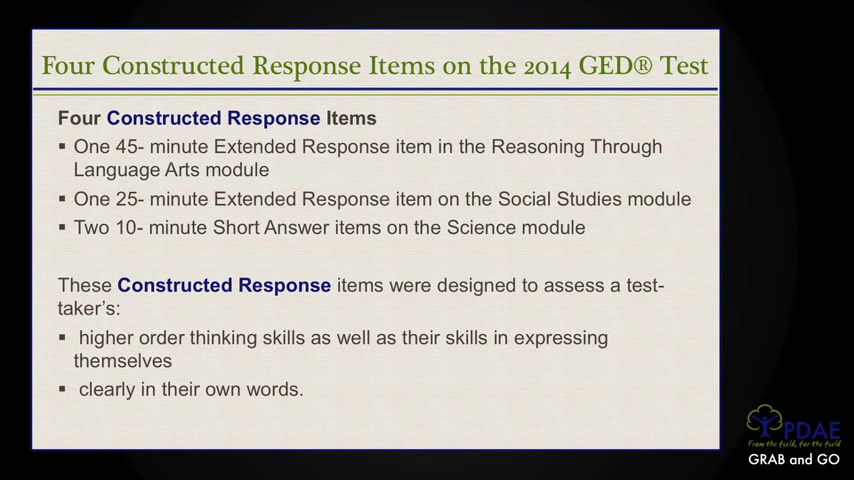 Four Constructed Response Items on the 2014 GED® Test
Four Constructed Response Items
▪ One 45- minute Extended Response item in the Reasoning Through
Language Arts module
▪ One 25- minute Extended Response item on the Social Studies module
▪ Two 10- minute Short Answer items on the Science module
These Constructed Response items were designed to assess a test-
taker’s:
▪ higher order thinking skills as well as their skills in expressing
themselves
▪ clearly in their own words.
PDAE
From the field, for the field
GRAB and GO